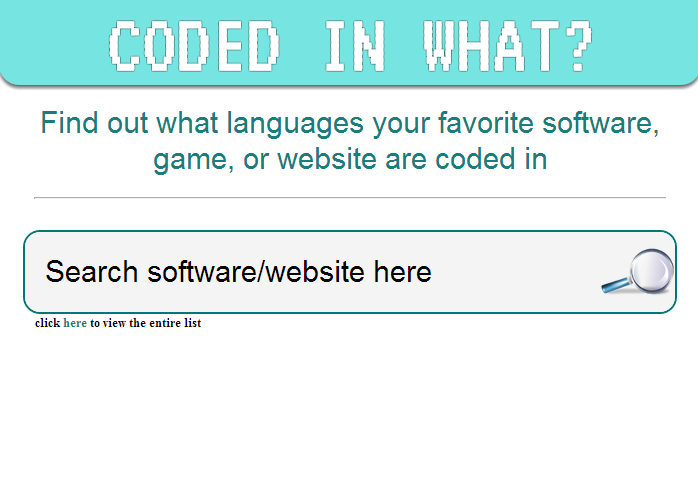 CODED IN WHAT?
Find out what languages your favorite software,
game, or website are coded in
Search software/website here
click here to view the entire list